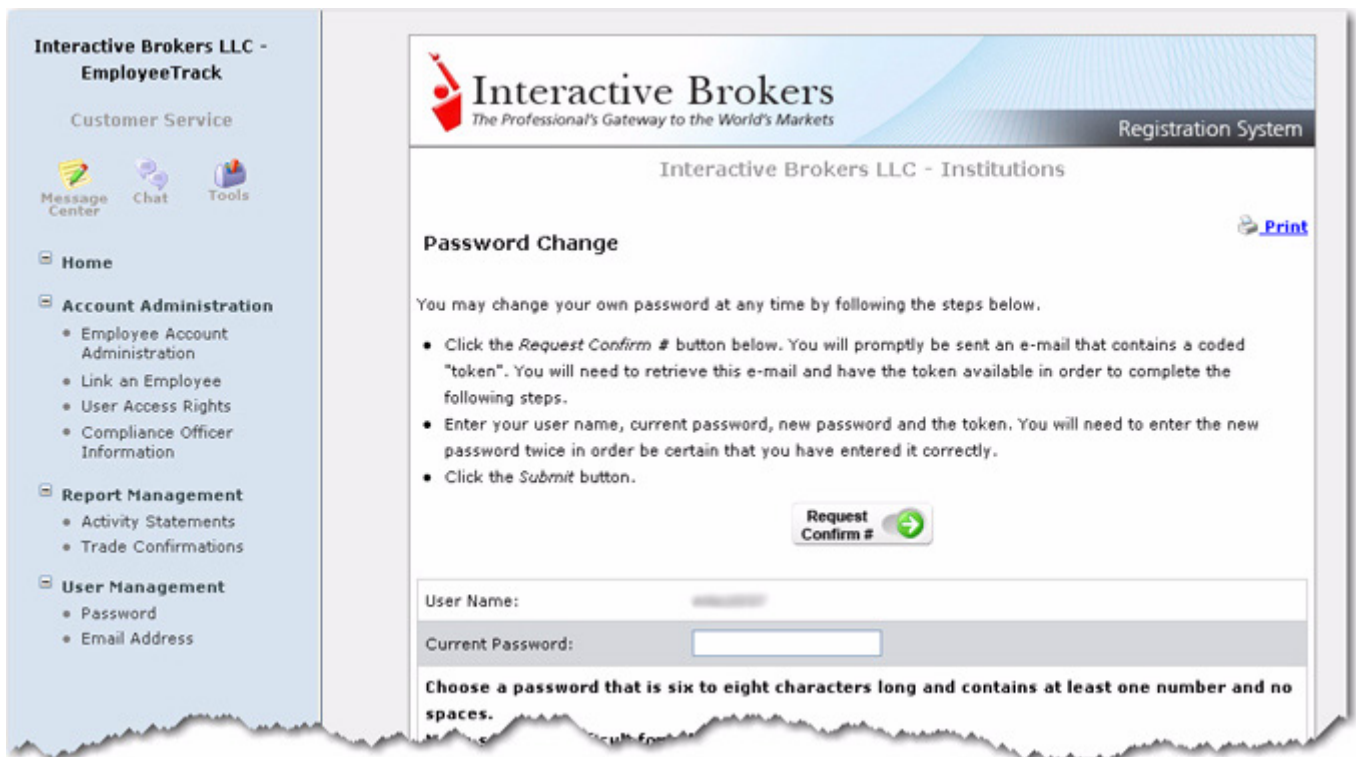 Interactive Brokers LLC -
EmployeeTrack
Customer Service
Message
Center
Chat
Tools
Home
Account Administration
Employee Account
Administration
Link an Employee
User Access Rights
Compliance Officer
Information
Report Management
Activity Statements
Trade Confirmations
User Management
Password
Email Address
Interactive Brokers
The Professional's Gateway to the World's Markets
Registration System
Interactive Brokers LLC - Institutions
Print
Password Change
You may change your own password at any time by following the steps below.
Click the Request Confirm # button below. You will promptly be sent an e-mail that contains a coded
"token". You will need to retrieve this e-mail and have the token available in order to complete the
following steps.
Enter your user name, current password, new password and the token. You will need to enter the new
password twice in order be certain that you have entered it correctly.
Click the Submit button.
Request
Confirm #
User Name:
Current Password:
Choose a password that is six to eight characters long and contains at least one number and no
spaces.